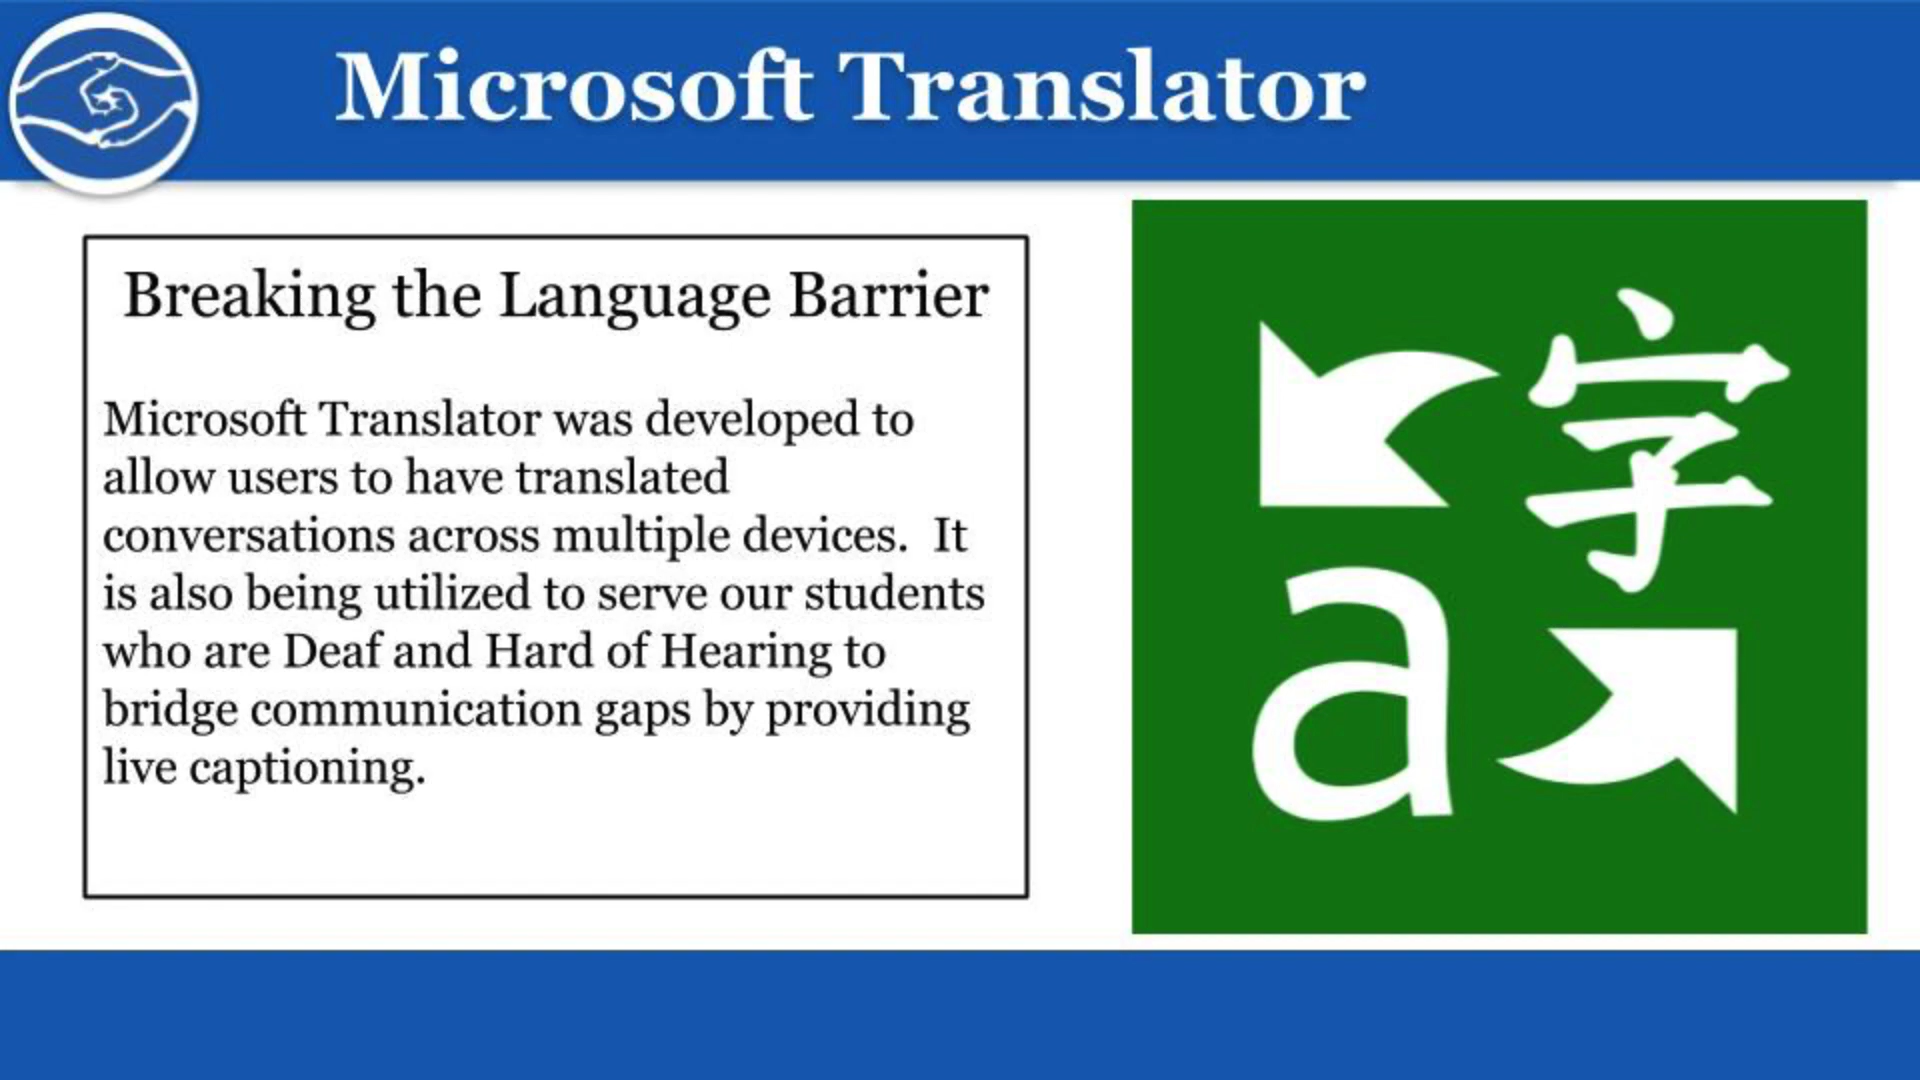 Microsoft Translator
Breaking the Language Barrier
Microsoft Translator was developed to
allow users to have translated
conversations across multiple devices.  It
is also being utilized to serve our students
who are Deaf and Hard of Hearing to
bridge communication gaps by providing
live captioning.
字
a